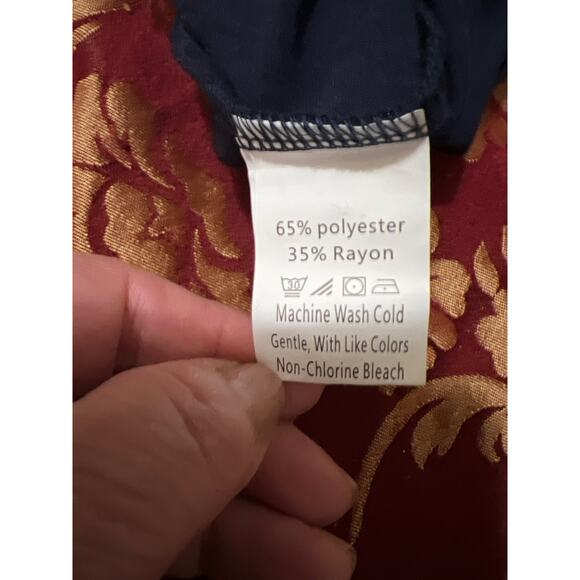 65% polyester
35% Rayon
30
Machine Wash Cold
Gentle, With Like Colors
Non-Chlorine Bleach